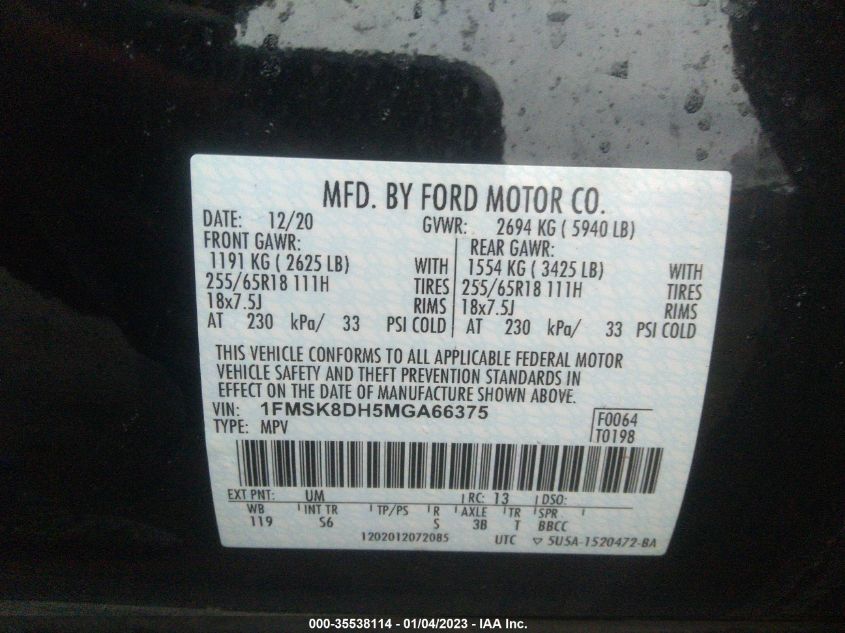 MFD. BY FORD MOTOR CO.
DATE: 12/20 GVWR: 2694 KG ( 5940 LB)
FRONT GAWR: REAR GAWR:
1191 KG ( 2625 LB) WITH 1554 KG ( 3425 LB) WITH
255/65R18 111H TIRES 255/65R18 111H TIRES
18x7.5J RIMS 18x7.5J RIMS
AT 230 kPa/ 33 PSI COLD AT 230 kPa/ 33 PSI COLD
THIS VEHICLE CONFORMS TO ALL APPLICABLE FEDERAL MOTOR
VEHICLE SAFETY AND THEFT PREVENTION STANDARDS IN
EFFECT ON THE DATE OF MANUFACTURE SHOWN ABOVE.
VIN: 1FMSK8DH5MGA66375 F0064
TYPE: MPV T0198
EXT PNT: UM RC: 13 DSO:
WB INT TR TP/PS R AXLE TR SPR
119 S6 S 3B T BBCC
1202012072085 UTC ▽ 5U5A-1520472-BA
000-35538114 - 01/04/2023 - IAA Inc.